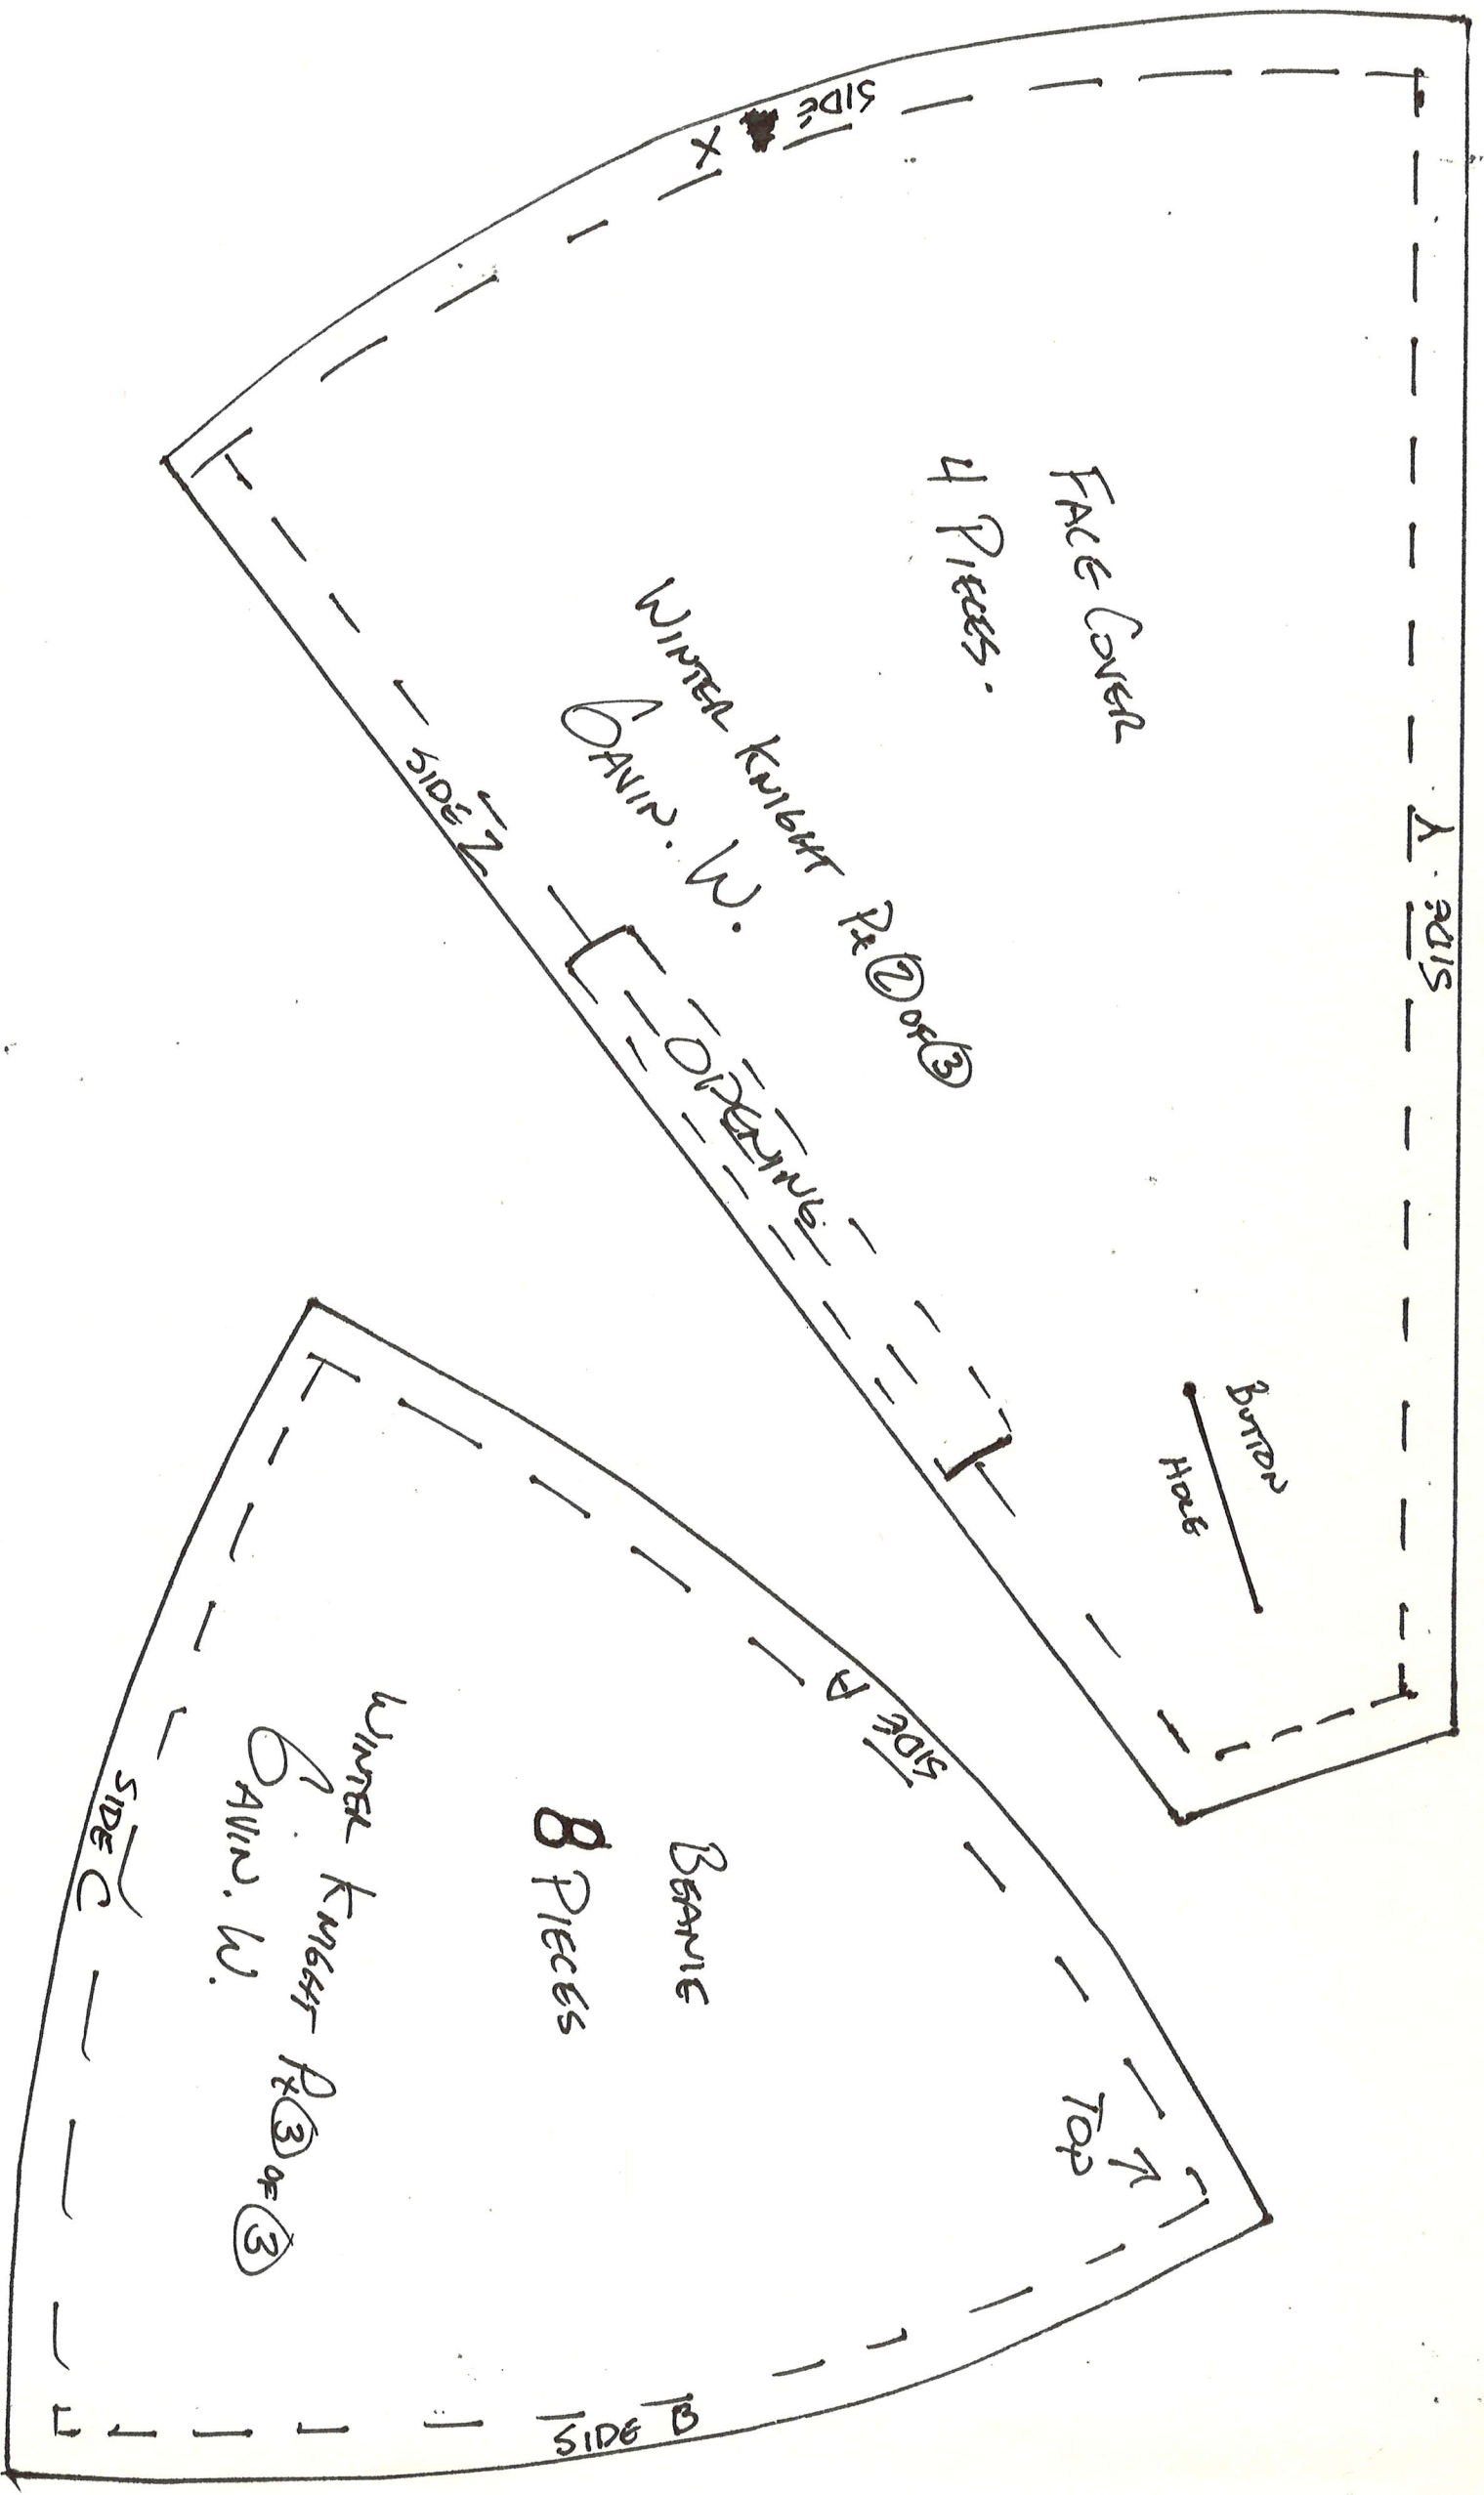 FACE COVER
4 PIECES.
WINTER KNIGHT Pt ② OF ③
GAVIN. W.
SIDE X
SIDE. Y
SIDE Z
OPENING
BUTTON
HOLE
BEANIE
8 PIECES
WINTER KNIGHT Pt ③ OF ③
GAVIN. W.
SIDE A
SIDE B
SIDE C
TOP